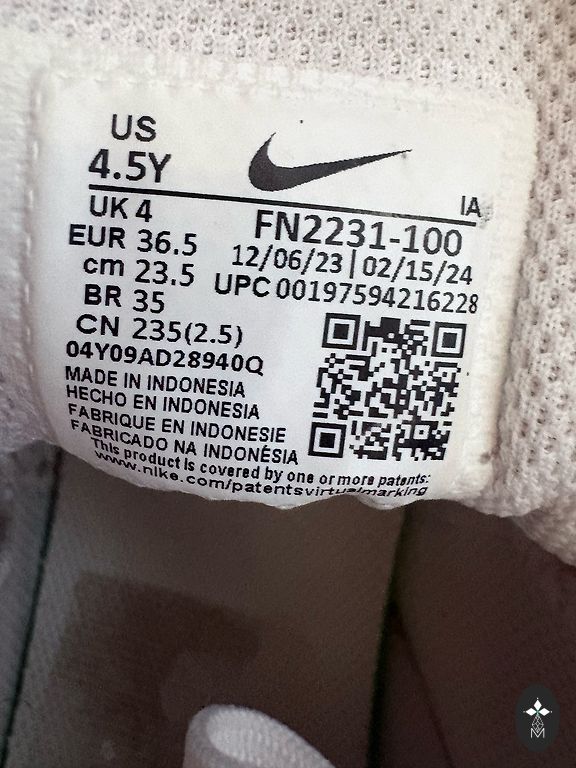 US
4.5Y
IA
UK 4
FN2231-100
EUR 36.5
12/06/23 | 02/15/24
cm 23.5
UPC 00197594216228
BR 35
CN 235(2.5)
04Y09AD28940Q
MADE IN INDONESIA
HECHO EN INDONESIA
FABRIQUE EN INDONESIE
FABRICADO NA INDONÉSIA
This product is covered by one or more patents:
www.nike.com/patentsvirtualmarking
M